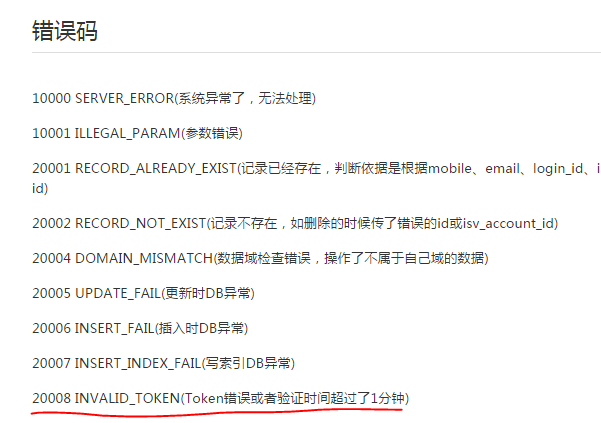 错误码
10000 SERVER_ERROR(系统异常了，无法处理)
10001 ILLEGAL_PARAM(参数错误)
20001 RECORD_ALREADY_EXIST(记录已经存在，判断依据是根据mobile、email、login_id、i
id)
20002 RECORD_NOT_EXIST(记录不存在，如删除的时候传了错误的id或isv_account_id)
20004 DOMAIN_MISMATCH(数据域检查错误，操作了不属于自己域的数据)
20005 UPDATE_FAIL(更新时DB异常)
20006 INSERT_FAIL(插入时DB异常)
20007 INSERT_INDEX_FAIL(写索引DB异常)
20008 INVALID_TOKEN(Token错误或者验证时间超过了1分钟)